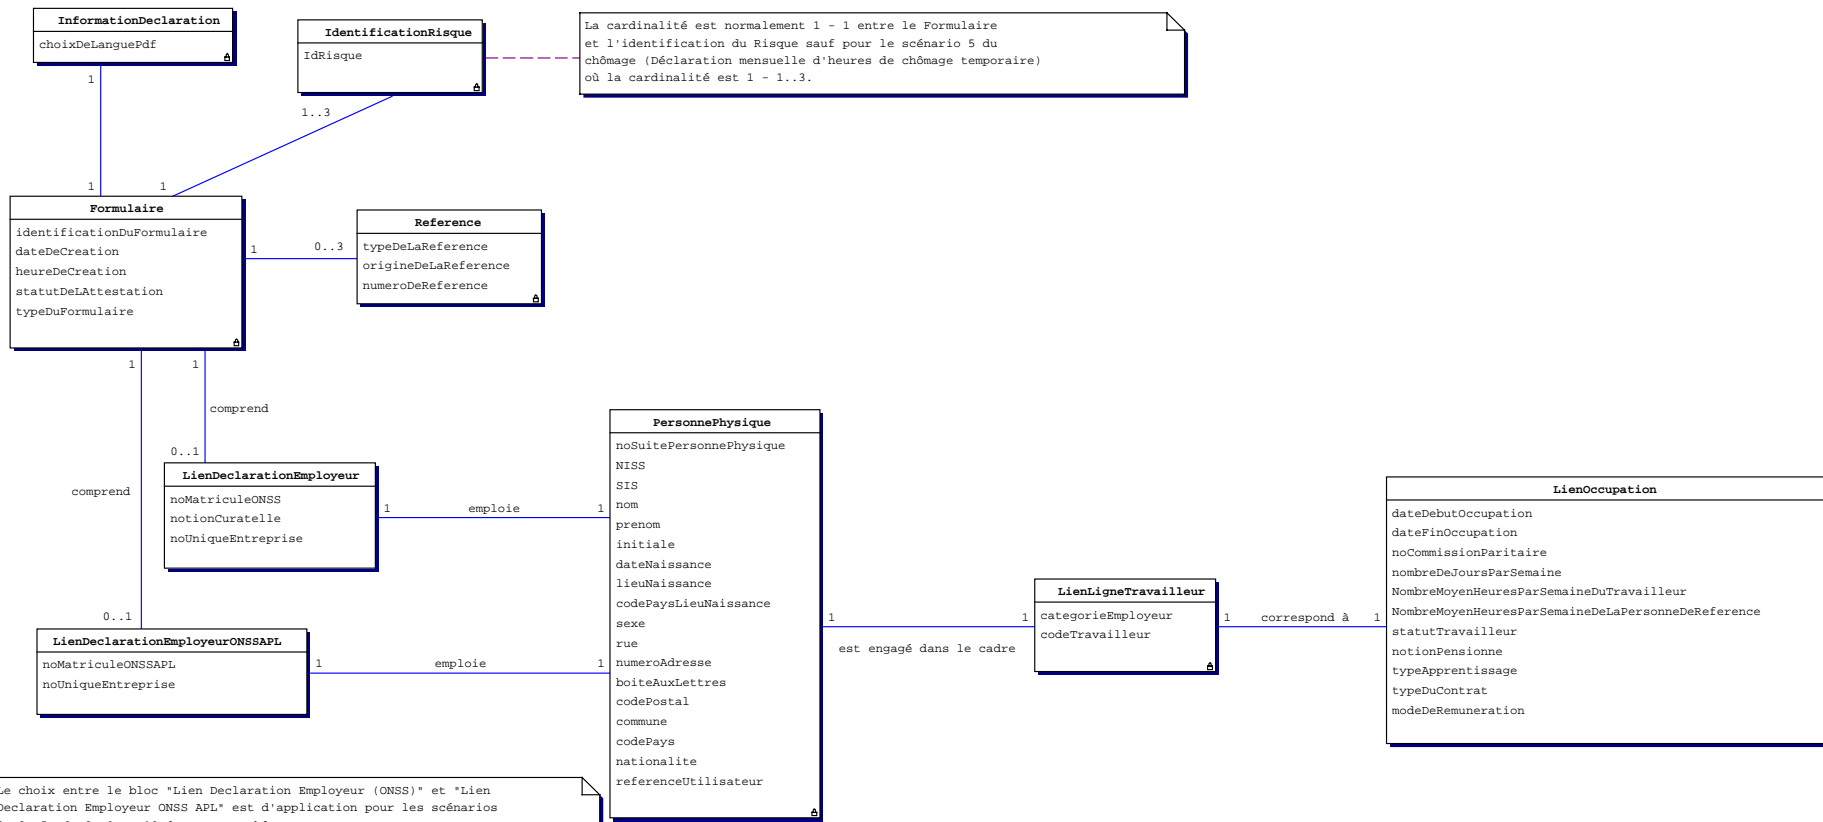 InformationDeclaration
choixDeLanguePdf
1
1
IdentificationRisque
IdRisque
1..3
1
La cardinalité est normalement 1 - 1 entre le Formulaire
et l'identification du Risque sauf pour le scénario 5 du
chômage (Déclaration mensuelle d'heures de chômage temporaire)
où la cardinalité est 1 - 1..3.
Formulaire
identificationDuFormulaire
dateDeCreation
heureDeCreation
statutDeLAttestation
typeDuFormulaire
1
0..3
Reference
typeDeLaReference
origineDeLaReference
numeroDeReference
1
1
comprend
0..1
comprend
0..1
LienDeclarationEmployeur
noMatriculeONSS
notionCuratelle
noUniqueEntreprise
1
emploie
1
LienDeclarationEmployeurONSSAPL
noMatriculeONSSAPL
noUniqueEntreprise
1
emploie
1
PersonnePhysique
noSuitePersonnePhysique
NISS
SIS
nom
prenom
initiale
dateNaissance
lieuNaissance
codePaysLieuNaissance
sexe
rue
numeroAdresse
boiteAuxLettres
codePostal
commune
codePays
nationalite
referenceUtilisateur
1
1
est engagé dans le cadre
LienLigneTravailleur
categorieEmployeur
codeTravailleur
1
correspond à
1
LienOccupation
dateDebutOccupation
dateFinOccupation
noCommissionParitaire
nombreDeJoursParSemaine
NombreMoyenHeuresParSemaineDuTravailleur
NombreMoyenHeuresParSemaineDeLaPersonneDeReference
statutTravailleur
notionPensionne
typeApprentissage
typeDuContrat
modeDeRemuneration
Le choix entre le bloc "Lien Declaration Employeur (ONSS)" et "Lien
Declaration Employeur ONSS APL" est d'application pour les scénarios